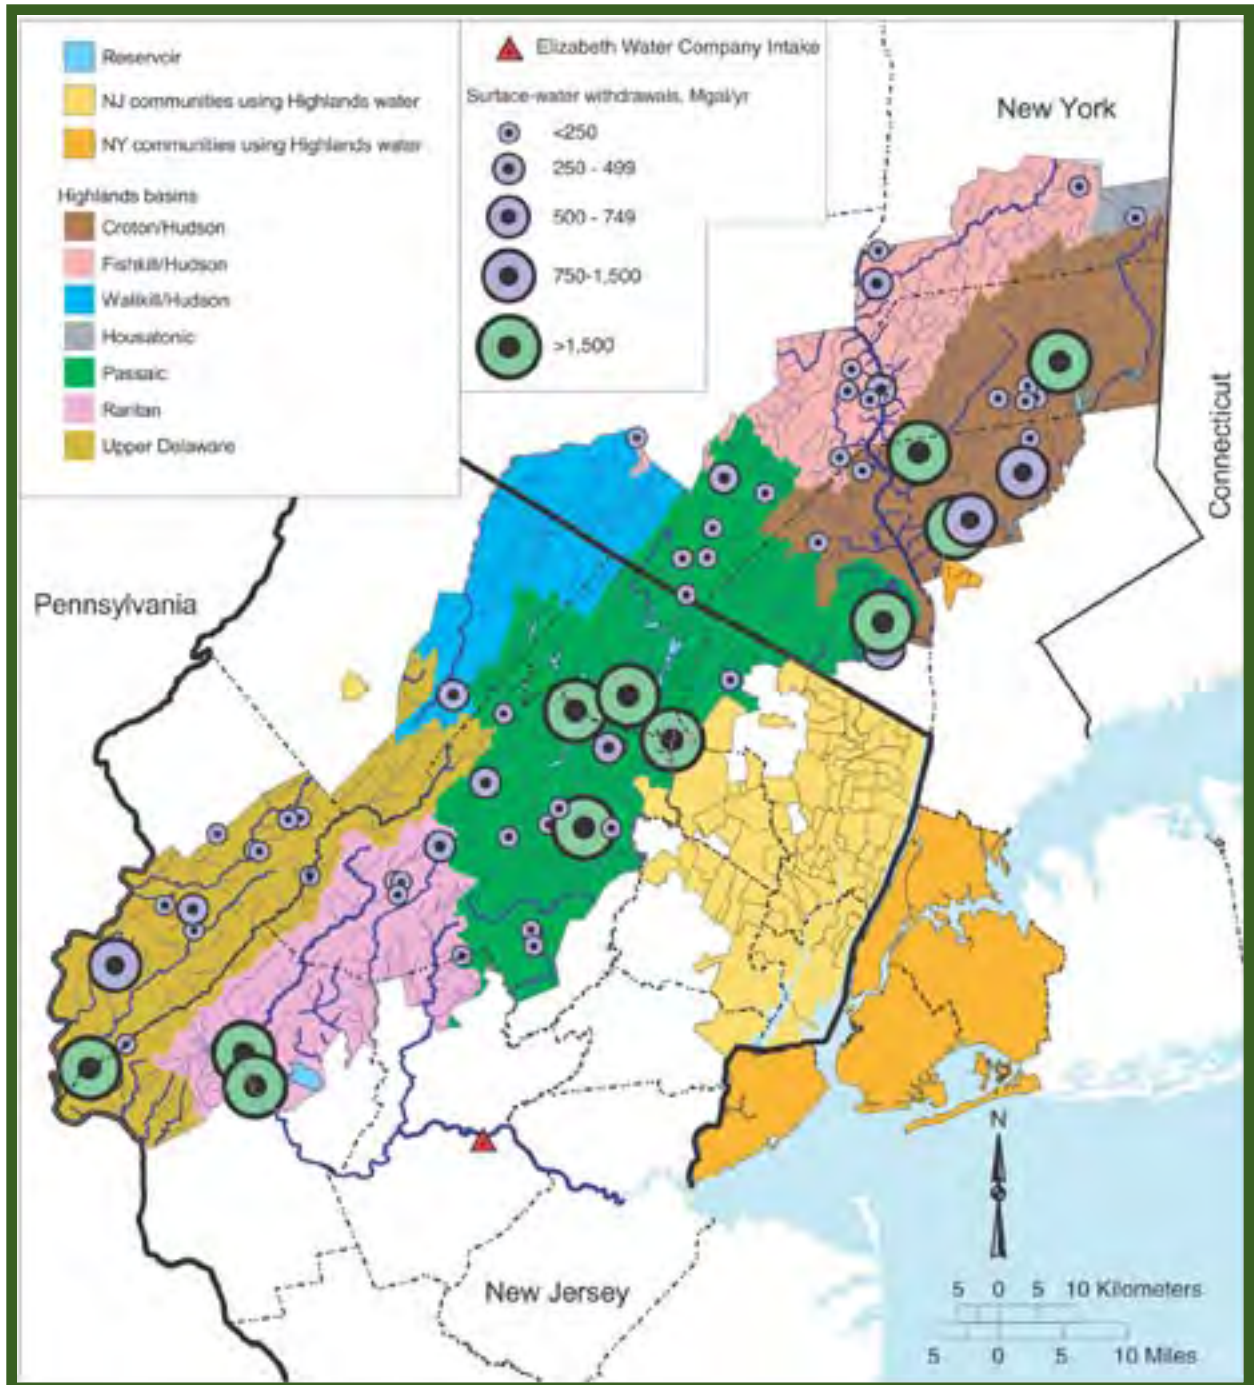 Reservoir
NJ communities using Highlands water
NY communities using Highlands water
Highlands basins
Croton/Hudson
Fishkill/Hudson
Wallkill/Hudson
Housatonic
Passaic
Raritan
Upper Delaware
Elizabeth Water Company Intake
Surface-water withdrawals, Mgal/yr
<250
250 - 499
500 - 749
750-1,500
>1,500
New York
Connecticut
Pennsylvania
New Jersey
N
5 0 5 10 Kilometers
5 0 5 10 Miles